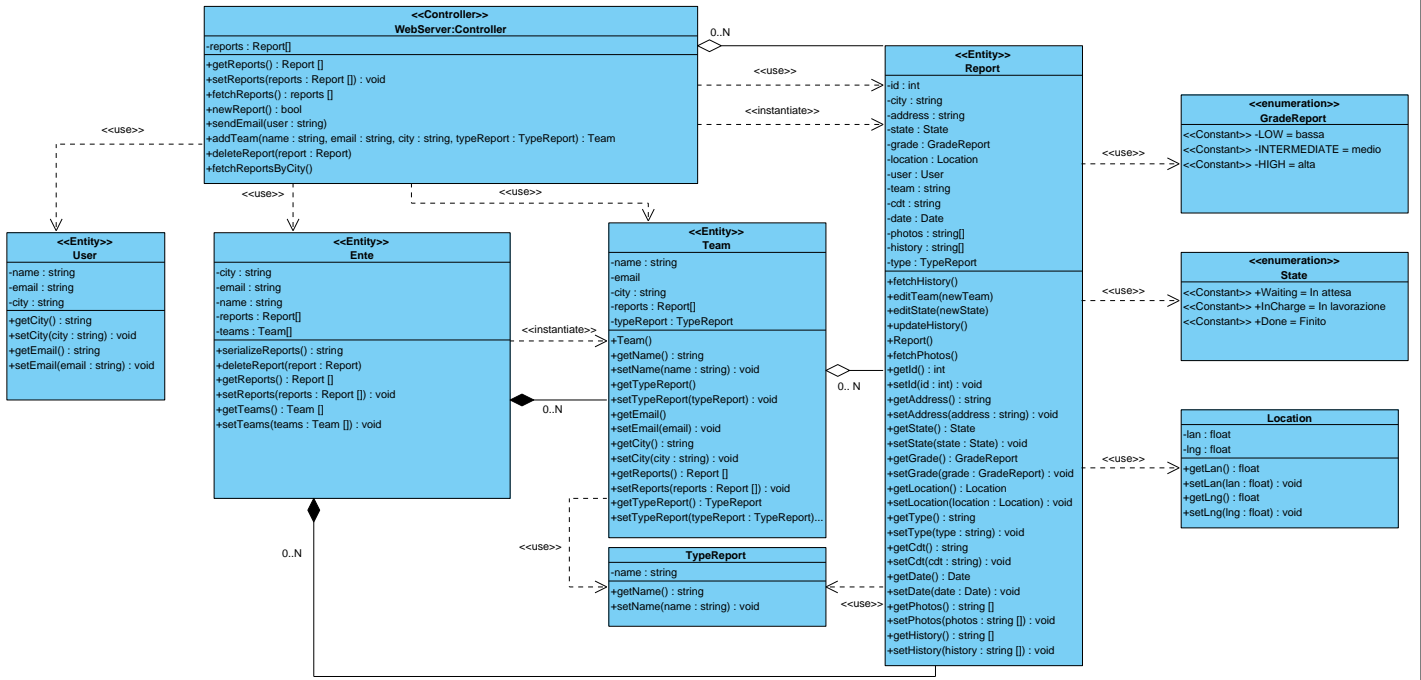 <<Controller>>
WebServer:Controller
-reports : Report[]
+getReports() : Report []
+setReports(reports : Report []) : void
+fetchReports() : reports []
+newReport() : bool
+sendEmail(user : string)
+addTeam(name : string, email : string, city : string, typeReport : TypeReport) : Team
+deleteReport(report : Report)
+fetchReportsByCity()
0..N
<<use>>
<<instantiate>>
<<use>>
<<use>>
<<use>>
<<Entity>>
User
-name : string
-email : string
-city : string
+getCity() : string
+setCity(city : string) : void
+getEmail() : string
+setEmail(email : string) : void
<<Entity>>
Ente
-city : string
-email : string
-name : string
-reports : Report[]
-teams : Team[]
+serializeReports() : string
+deleteReport(report : Report)
+getReports() : Report []
+setReports(reports : Report []) : void
+getTeams() : Team []
+setTeams(teams : Team []) : void
<<instantiate>>
0..N
0..N
<<Entity>>
Team
-name : string
-email
-city : string
-reports : Report[]
-typeReport : TypeReport
+Team()
+getName() : string
+setName(name : string) : void
+getTypeReport()
+setTypeReport(typeReport) : void
+getEmail()
+setEmail(email) : void
+getCity() : string
+setCity(city : string) : void
+getReports() : Report []
+setReports(reports : Report []) : void
+getTypeReport() : TypeReport
+setTypeReport(typeReport : TypeReport)...
0.. N
<<use>>
TypeReport
-name : string
+getName() : string
+setName(name : string) : void
<<use>>
<<Entity>>
Report
-id : int
-city : string
-address : string
-state : State
-grade : GradeReport
-location : Location
-user : User
-team : string
-cdt : string
-date : Date
-photos : string[]
-history : string[]
-type : TypeReport
+fetchHistory()
+editTeam(newTeam)
+editState(newState)
+updateHistory()
+Report()
+fetchPhotos()
+getId() : int
+setId(id : int) : void
+getAddress() : string
+setAddress(address : string) : void
+getState() : State
+setState(state : State) : void
+getGrade() : GradeReport
+setGrade(grade : GradeReport) : void
+getLocation() : Location
+setLocation(location : Location) : void
+getType() : string
+setType(type : string) : void
+getCdt() : string
+setCdt(cdt : string) : void
+getDate() : Date
+setDate(date : Date) : void
+getPhotos() : string []
+setPhotos(photos : string []) : void
+getHistory() : string []
+setHistory(history : string []) : void
<<use>>
<<enumeration>>
GradeReport
<<Constant>> -LOW = bassa
<<Constant>> -INTERMEDIATE = medio
<<Constant>> -HIGH = alta
<<use>>
<<enumeration>>
State
<<Constant>> +Waiting = In attesa
<<Constant>> +InCharge = In lavorazione
<<Constant>> +Done = Finito
<<use>>
Location
-lan : float
-lng : float
+getLan() : float
+setLan(lan : float) : void
+getLng() : float
+setLng(lng : float) : void